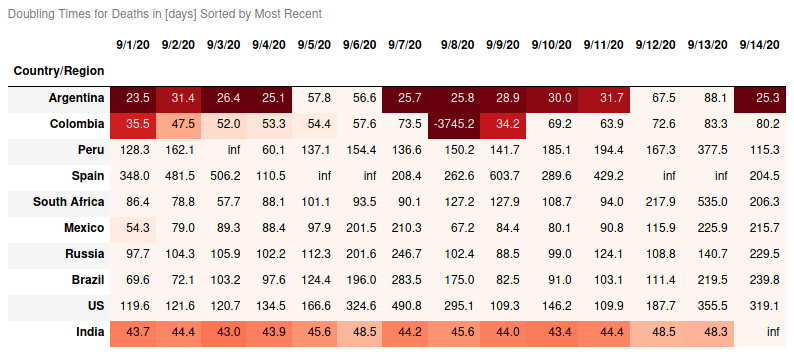 Doubling Times for Deaths in [days] Sorted by Most Recent
9/1/20 9/2/20 9/3/20 9/4/20 9/5/20 9/6/20 9/7/20 9/8/20 9/9/20 9/10/20 9/11/20 9/12/20 9/13/20 9/14/20
Country/Region
Argentina 23.5 31.4 26.4 25.1 57.8 56.6 25.7 25.8 28.9 30.0 31.7 67.5 88.1 25.3
Colombia 35.5 47.5 52.0 53.3 54.4 57.6 73.5 -3745.2 34.2 69.2 63.9 72.6 83.3 80.2
Peru 128.3 162.1 inf 60.1 137.1 154.4 136.6 150.2 141.7 185.1 194.4 167.3 377.5 115.3
Spain 348.0 481.5 506.2 110.5 inf inf 208.4 262.6 603.7 289.6 429.2 inf inf 204.5
South Africa 86.4 78.8 57.7 88.1 101.1 93.5 90.1 127.2 127.9 108.7 94.0 217.9 535.0 206.3
Mexico 54.3 79.0 89.3 88.4 97.9 201.5 210.3 67.2 84.4 80.1 90.8 115.9 225.9 215.7
Russia 97.7 104.3 105.9 102.2 112.3 201.6 246.7 102.4 88.5 99.0 124.1 108.8 140.7 229.5
Brazil 69.6 72.1 103.2 97.6 124.4 196.0 283.5 175.0 82.5 91.0 103.1 111.4 219.5 239.8
US 119.6 121.6 120.7 134.5 166.6 324.6 490.8 295.1 109.3 146.2 109.9 187.7 355.5 319.1
India 43.7 44.4 43.0 43.9 45.6 48.5 44.2 45.6 44.0 43.4 44.4 48.5 48.3 inf